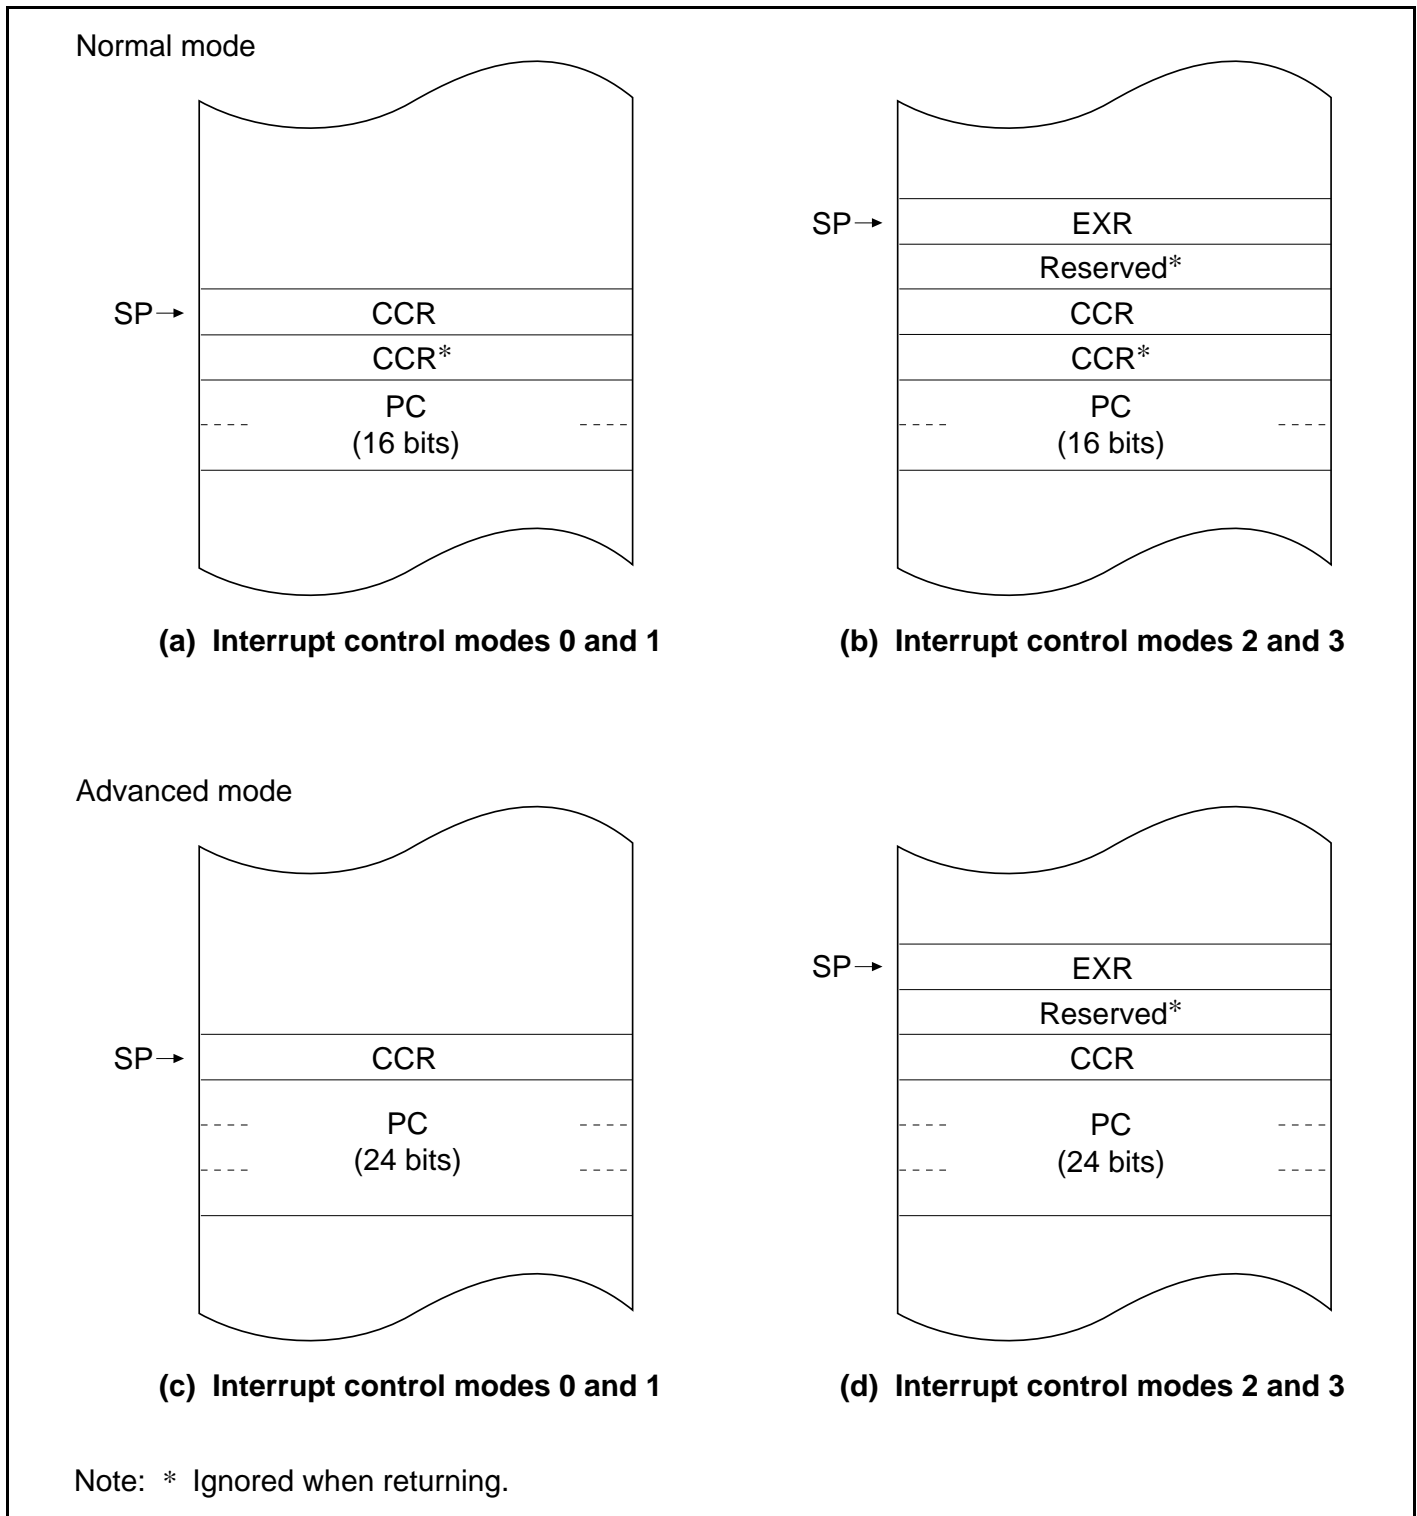 Normal mode
SP
CCR
CCR*
PC
(16 bits)
(a) Interrupt control modes 0 and 1
SP
EXR
Reserved*
CCR
CCR*
PC
(16 bits)
(b) Interrupt control modes 2 and 3
Advanced mode
SP
CCR
PC
(24 bits)
(c) Interrupt control modes 0 and 1
SP
EXR
Reserved*
CCR
PC
(24 bits)
(d) Interrupt control modes 2 and 3
Note: * Ignored when returning.